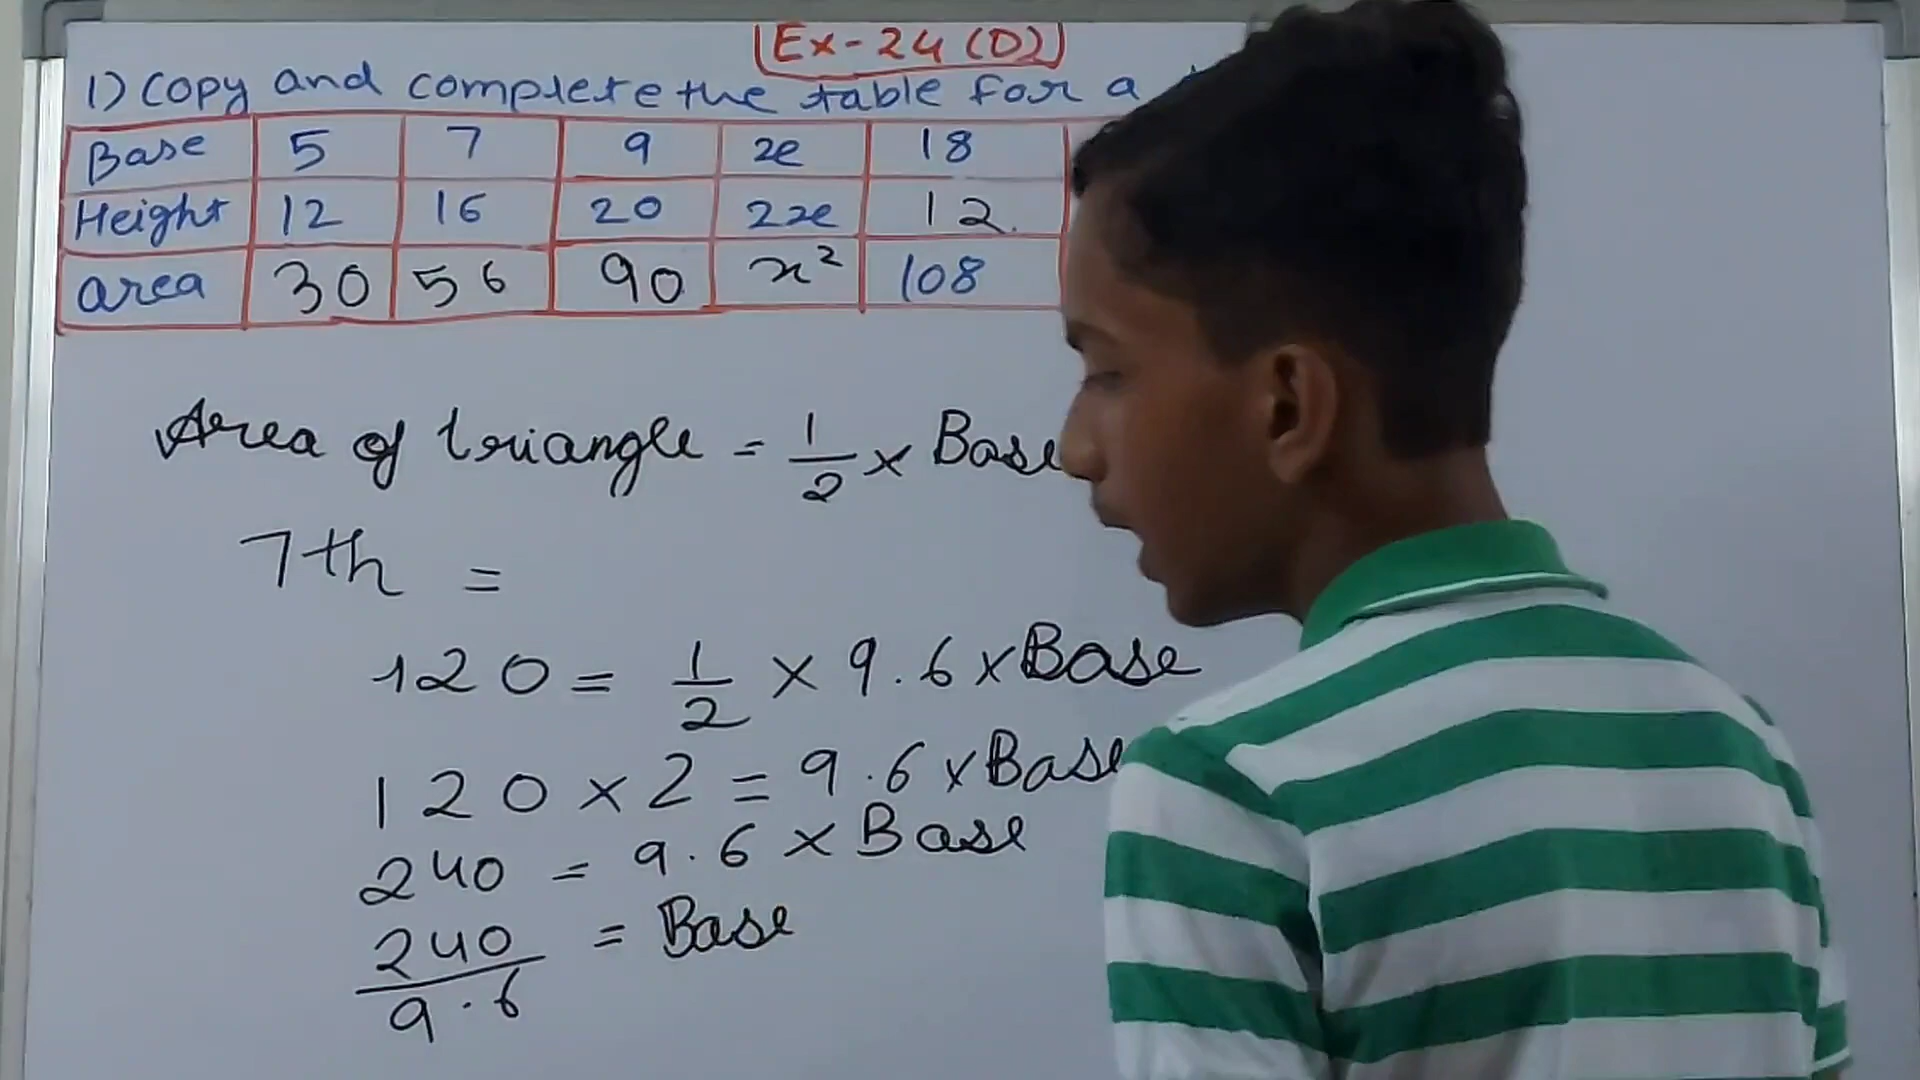 Ex-24 (D)
1) Copy and complete the table for a
Base 5 7 9 x 18
Height 12 16 20 2x 12
area 30 56 90 x² 108
Area of triangle = 1/2 × Base
7th =
120 = 1/2 × 9.6 × Base
120 × 2 = 9.6 × Base
240 = 9.6 × Base
240/9.6 = Base